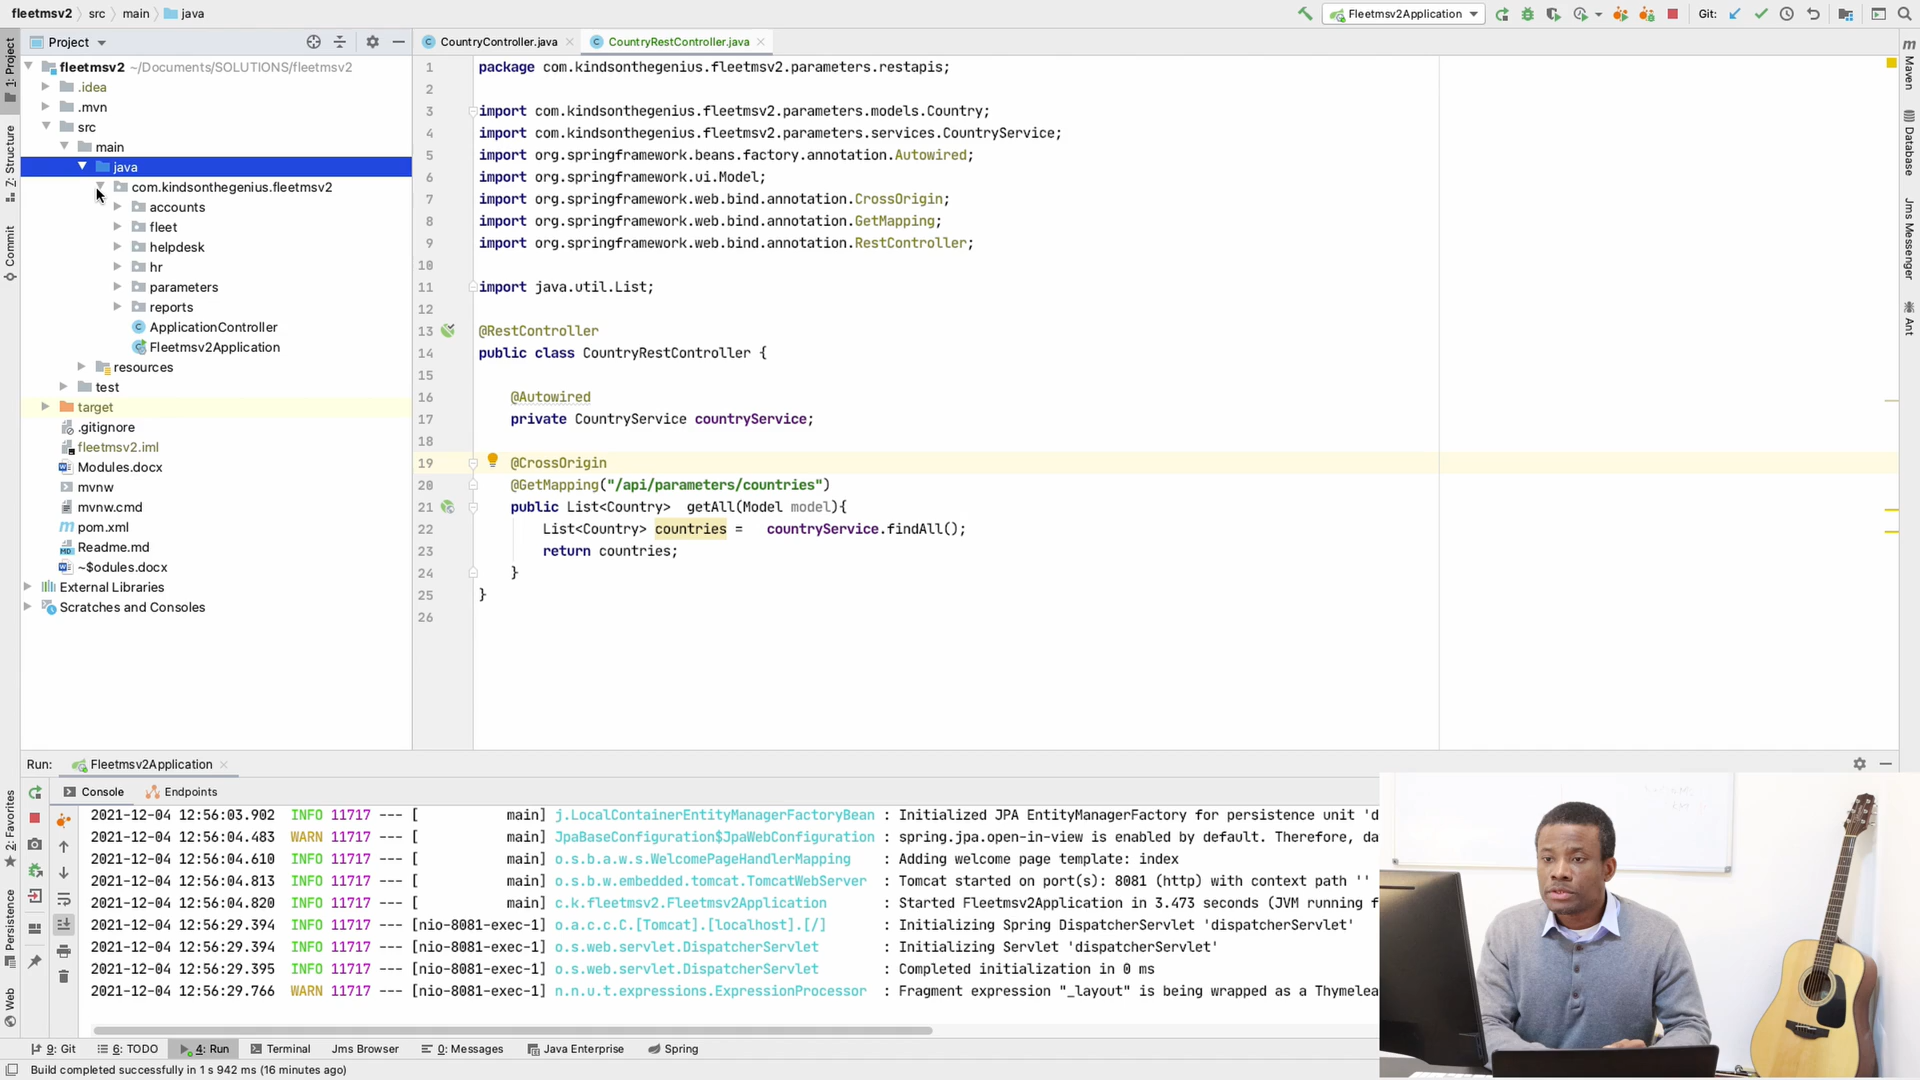 fleetmsv2 src main java
Fleetmsv2Application
Git:
Project
CountryController.java
CountryRestController.java
1: Project
Z: Structure
Commit
2: Favorites
Persistence
Web
fleetmsv2 ~/Documents/SOLUTIONS/fleetmsv2
.idea
.mvn
src
main
java
com.kindsonthegenius.fleetmsv2
accounts
fleet
helpdesk
hr
parameters
reports
ApplicationController
Fleetmsv2Application
resources
test
target
.gitignore
fleetmsv2.iml
Modules.docx
mvnw
mvnw.cmd
pom.xml
Readme.md
~$odules.docx
External Libraries
Scratches and Consoles
1 package com.kindsonthegenius.fleetmsv2.parameters.restapis;
2
3 import com.kindsonthegenius.fleetmsv2.parameters.models.Country;
4 import com.kindsonthegenius.fleetmsv2.parameters.services.CountryService;
5 import org.springframework.beans.factory.annotation.Autowired;
6 import org.springframework.ui.Model;
7 import org.springframework.web.bind.annotation.CrossOrigin;
8 import org.springframework.web.bind.annotation.GetMapping;
9 import org.springframework.web.bind.annotation.RestController;
10
11 import java.util.List;
12
13 @RestController
14 public class CountryRestController {
15
16 @Autowired
17 private CountryService countryService;
18
19 @CrossOrigin
20 @GetMapping("/api/parameters/countries")
21 public List<Country> getAll(Model model){
22 List<Country> countries = countryService.findAll();
23 return countries;
24 }
25 }
26
Maven
Database
Jms Messenger
Ant
Run: Fleetmsv2Application
Console Endpoints
2021-12-04 12:56:03.902 INFO 11717 --- [ main] j.LocalContainerEntityManagerFactoryBean : Initialized JPA EntityManagerFactory for persistence unit 'd
2021-12-04 12:56:04.483 WARN 11717 --- [ main] JpaBaseConfiguration$JpaWebConfiguration : spring.jpa.open-in-view is enabled by default. Therefore, da
2021-12-04 12:56:04.610 INFO 11717 --- [ main] o.s.b.a.w.s.WelcomePageHandlerMapping : Adding welcome page template: index
2021-12-04 12:56:04.813 INFO 11717 --- [ main] o.s.b.w.embedded.tomcat.TomcatWebServer : Tomcat started on port(s): 8081 (http) with context path ''
2021-12-04 12:56:04.820 INFO 11717 --- [ main] c.k.fleetmsv2.Fleetmsv2Application : Started Fleetmsv2Application in 3.473 seconds (JVM running f
2021-12-04 12:56:29.394 INFO 11717 --- [nio-8081-exec-1] o.a.c.c.C.[Tomcat].[localhost].[/] : Initializing Spring DispatcherServlet 'dispatcherServlet'
2021-12-04 12:56:29.394 INFO 11717 --- [nio-8081-exec-1] o.s.web.servlet.DispatcherServlet : Initializing Servlet 'dispatcherServlet'
2021-12-04 12:56:29.395 INFO 11717 --- [nio-8081-exec-1] o.s.web.servlet.DispatcherServlet : Completed initialization in 0 ms
2021-12-04 12:56:29.766 WARN 11717 --- [nio-8081-exec-1] n.n.u.t.expressions.ExpressionProcessor : Fragment expression "_layout" is being wrapped as a Thymelea
9: Git 6: TODO 4: Run Terminal Jms Browser 0: Messages Java Enterprise Spring
Build completed successfully in 1 s 942 ms (16 minutes ago)